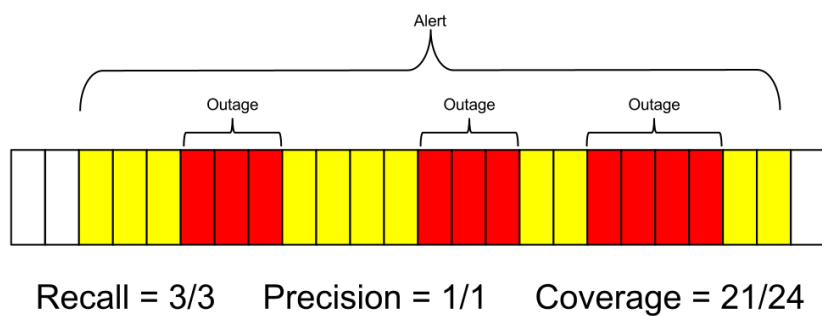 Alert
Outage Outage Outage
Recall = 3/3 Precision = 1/1 Coverage = 21/24